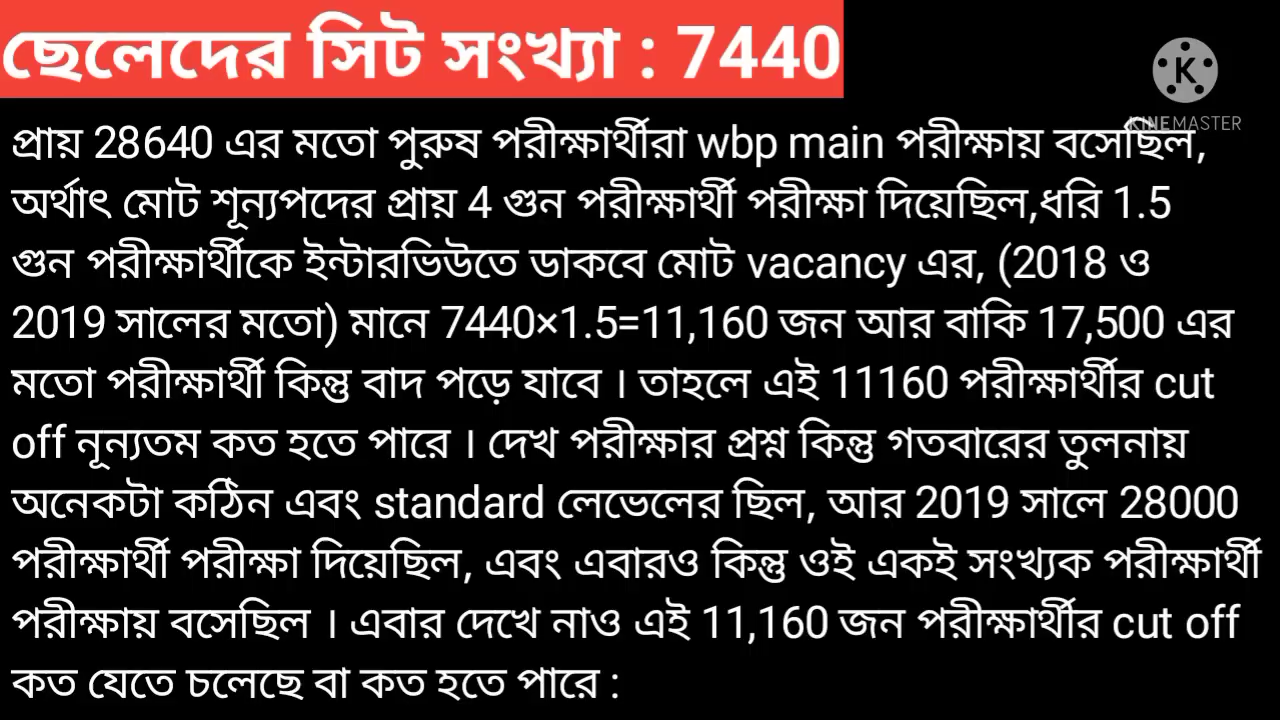 ছেলেদের সিট সংখ্যা : 7440
KINEMASTER
প্রায় 28640 এর মতো পুরুষ পরীক্ষার্থীরা wbp main পরীক্ষায় বসেছিল,
অর্থাৎ মোট শূন্যপদের প্রায় 4 গুন পরীক্ষার্থী পরীক্ষা দিয়েছিল,ধরি 1.5
গুন পরীক্ষার্থীকে ইন্টারভিউতে ডাকবে মোট vacancy এর, (2018 ও
2019 সালের মতো) মানে 7440×1.5=11,160 জন আর বাকি 17,500 এর
মতো পরীক্ষার্থী কিন্তু বাদ পড়ে যাবে । তাহলে এই 11160 পরীক্ষার্থীর cut
off নূন্যতম কত হতে পারে । দেখ পরীক্ষার প্রশ্ন কিন্তু গতবারের তুলনায়
অনেকটা কঠিন এবং standard লেভেলের ছিল, আর 2019 সালে 28000
পরীক্ষার্থী পরীক্ষা দিয়েছিল, এবং এবারও কিন্তু ওই একই সংখ্যক পরীক্ষার্থী
পরীক্ষায় বসেছিল । এবার দেখে নাও এই 11,160 জন পরীক্ষার্থীর cut off
কত যেতে চলেছে বা কত হতে পারে :